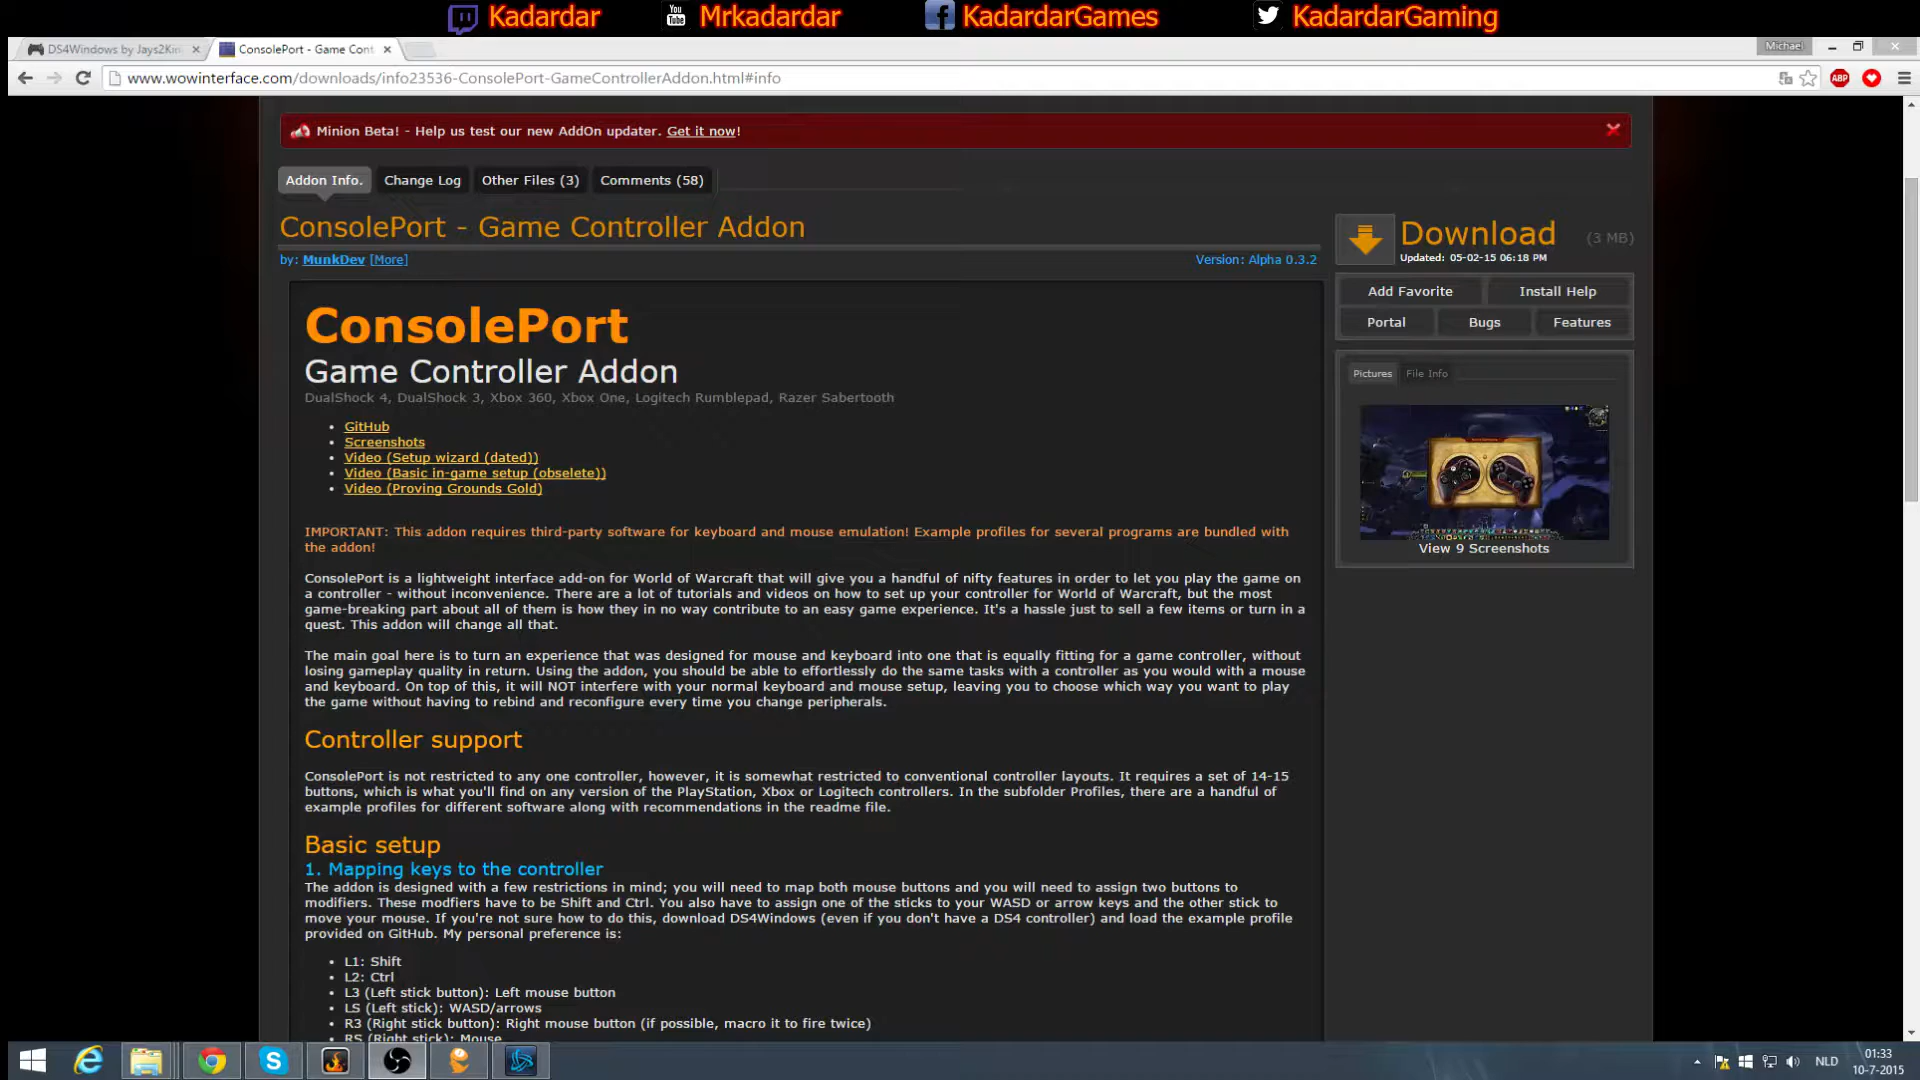 Kadardar Mrkadardar KadardarGames KadardarGaming
DS4Windows by Jays2Kin ConsolePort - Game Cont Michael
www.wowinterface.com/downloads/info23536-ConsolePort-GameControllerAddon.html#info
ABP
Minion Beta! - Help us test our new AddOn updater. Get it now!
Addon Info. Change Log Other Files (3) Comments (58)
ConsolePort - Game Controller Addon
by: MunkDev [More] Version: Alpha 0.3.2
Download (3 MB)
Updated: 05-02-15 06:18 PM
Add Favorite Install Help
Portal Bugs Features
Pictures File Info
View 9 Screenshots
ConsolePort
Game Controller Addon
DualShock 4, DualShock 3, Xbox 360, Xbox One, Logitech Rumblepad, Razer Sabertooth
• GitHub
• Screenshots
• Video (Setup wizard (dated))
• Video (Basic in-game setup (obselete))
• Video (Proving Grounds Gold)
IMPORTANT: This addon requires third-party software for keyboard and mouse emulation! Example profiles for several programs are bundled with
the addon!
ConsolePort is a lightweight interface add-on for World of Warcraft that will give you a handful of nifty features in order to let you play the game on
a controller - without inconvenience. There are a lot of tutorials and videos on how to set up your controller for World of Warcraft, but the most
game-breaking part about all of them is how they in no way contribute to an easy game experience. It's a hassle just to sell a few items or turn in a
quest. This addon will change all that.
The main goal here is to turn an experience that was designed for mouse and keyboard into one that is equally fitting for a game controller, without
losing gameplay quality in return. Using the addon, you should be able to effortlessly do the same tasks with a controller as you would with a mouse
and keyboard. On top of this, it will NOT interfere with your normal keyboard and mouse setup, leaving you to choose which way you want to play
the game without having to rebind and reconfigure every time you change peripherals.
Controller support
ConsolePort is not restricted to any one controller, however, it is somewhat restricted to conventional controller layouts. It requires a set of 14-15
buttons, which is what you'll find on any version of the PlayStation, Xbox or Logitech controllers. In the subfolder Profiles, there are a handful of
example profiles for different software along with recommendations in the readme file.
Basic setup
1. Mapping keys to the controller
The addon is designed with a few restrictions in mind; you will need to map both mouse buttons and you will need to assign two buttons to
modifiers. These modfiers have to be Shift and Ctrl. You also have to assign one of the sticks to your WASD or arrow keys and the other stick to
move your mouse. If you're not sure how to do this, download DS4Windows (even if you don't have a DS4 controller) and load the example profile
provided on GitHub. My personal preference is:
• L1: Shift
• L2: Ctrl
• L3 (Left stick button): Left mouse button
• LS (Left stick): WASD/arrows
• R3 (Right stick button): Right mouse button (if possible, macro it to fire twice)
• RS (Right stick): Mouse
NLD 01:33
10-7-2015